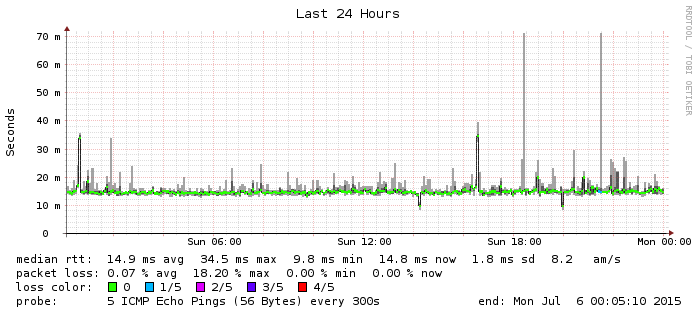 Last 24 Hours
RRDTOOL / TOBI OETIKER
Seconds
70 m
60 m
50 m
40 m
30 m
20 m
10 m
0
Sun 06:00 Sun 12:00 Sun 18:00 Mon 00:00
median rtt: 14.9 ms avg 34.5 ms max 9.8 ms min 14.8 ms now 1.8 ms sd 8.2 am/s
packet loss: 0.07 % avg 18.20 % max 0.00 % min 0.00 % now
loss color: 0 1/5 2/5 3/5 4/5
probe: 5 ICMP Echo Pings (56 Bytes) every 300s end: Mon Jul 6 00:05:10 2015